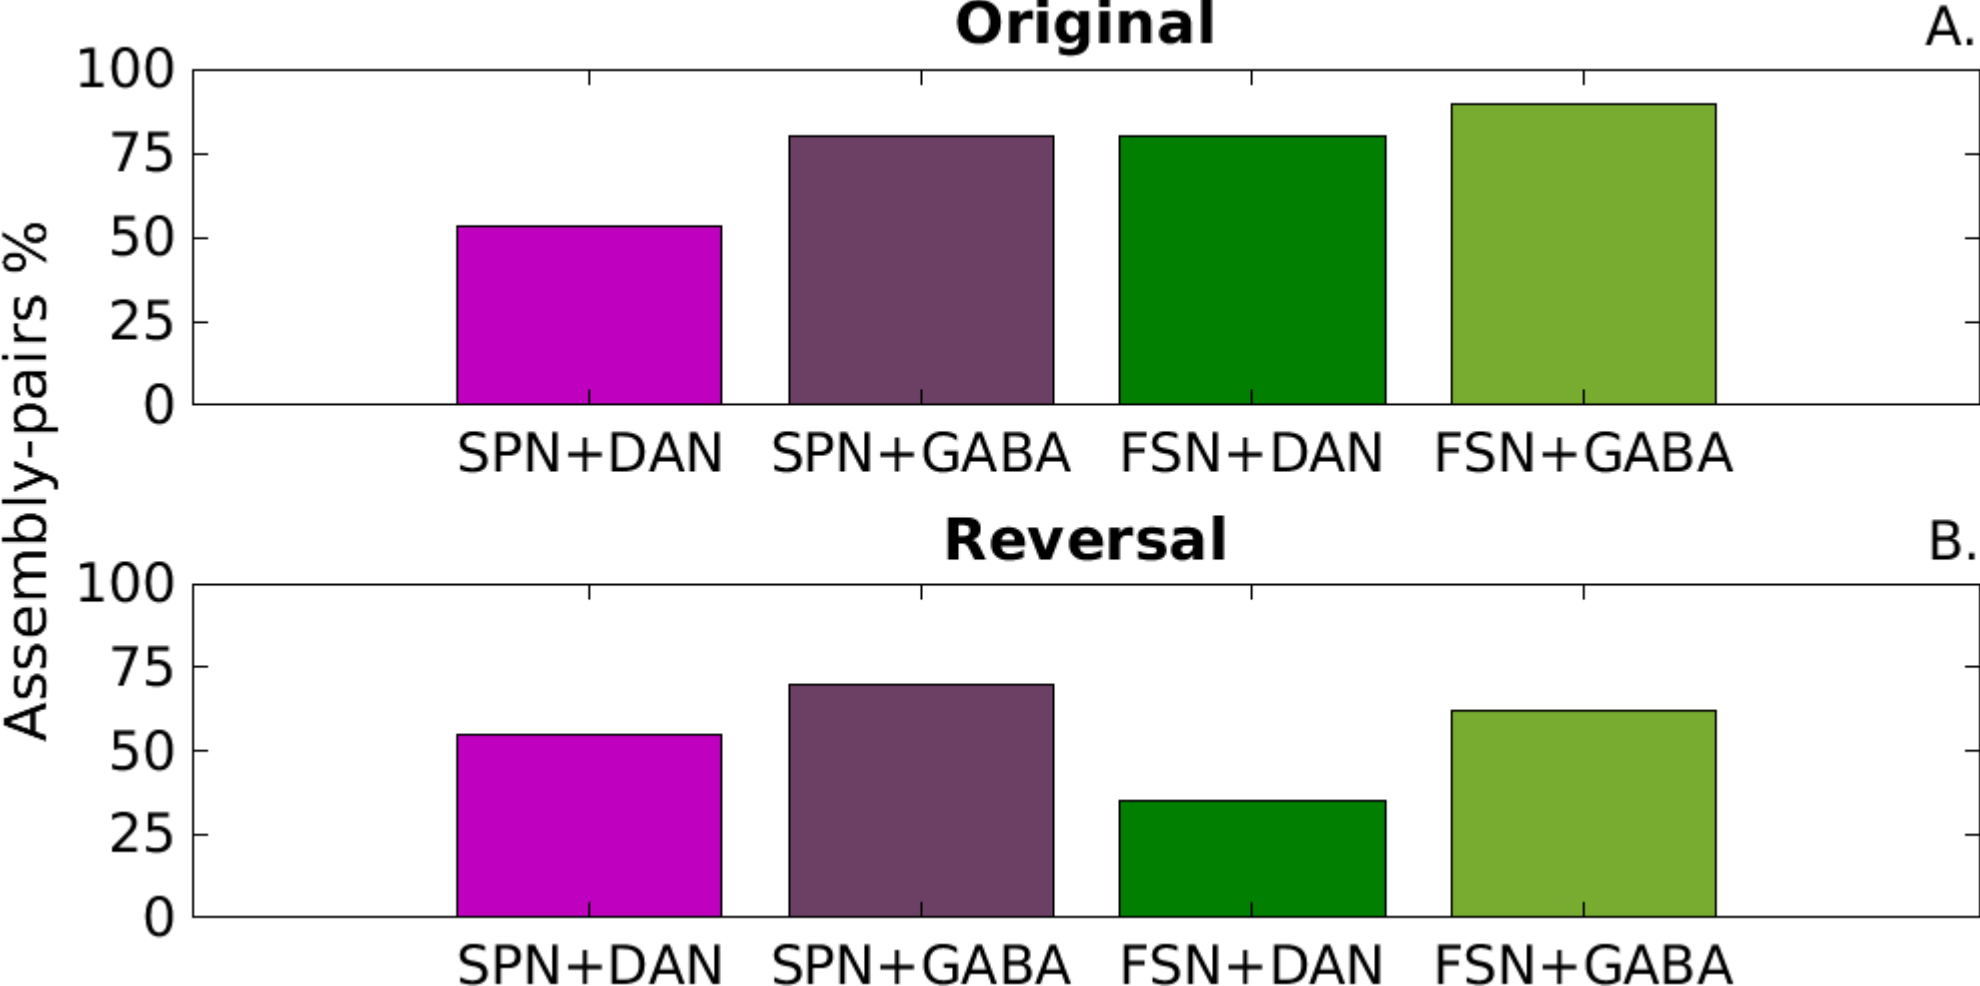 Original
A.
100
75
50
25
0
SPN+DAN SPN+GABA FSN+DAN FSN+GABA
Assembly-pairs %
Reversal
B.
100
75
50
25
0
SPN+DAN SPN+GABA FSN+DAN FSN+GABA